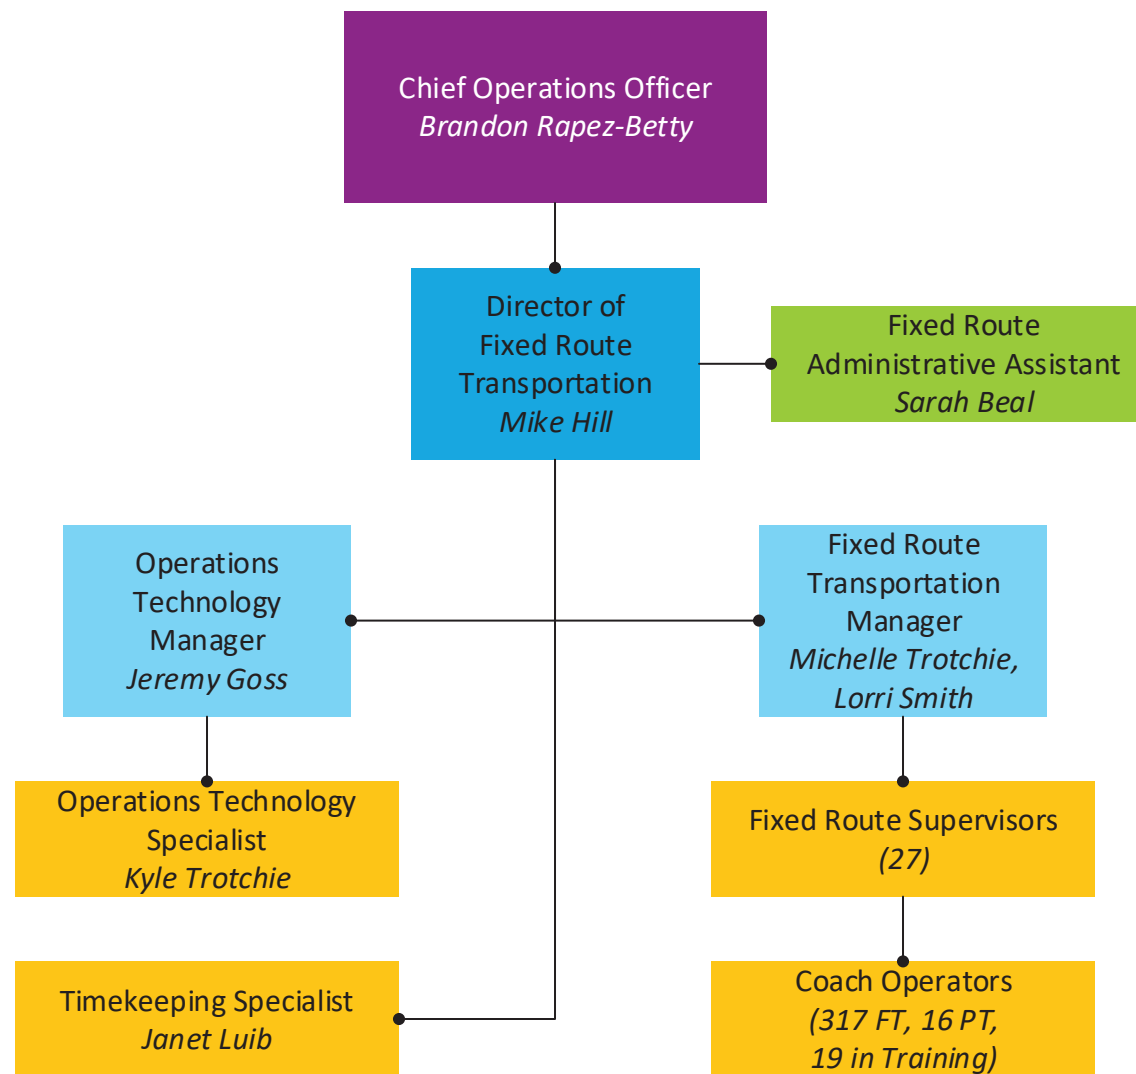 Chief Operations Officer
Brandon Rapez-Betty
Director of
Fixed Route
Transportation
Mike Hill
Fixed Route
Administrative Assistant
Sarah Beal
Operations
Technology
Manager
Jeremy Goss
Fixed Route
Transportation
Manager
Michelle Trotchie,
Lorri Smith
Operations Technology
Specialist
Kyle Trotchie
Fixed Route Supervisors
(27)
Timekeeping Specialist
Janet Luib
Coach Operators
(317 FT, 16 PT,
19 in Training)